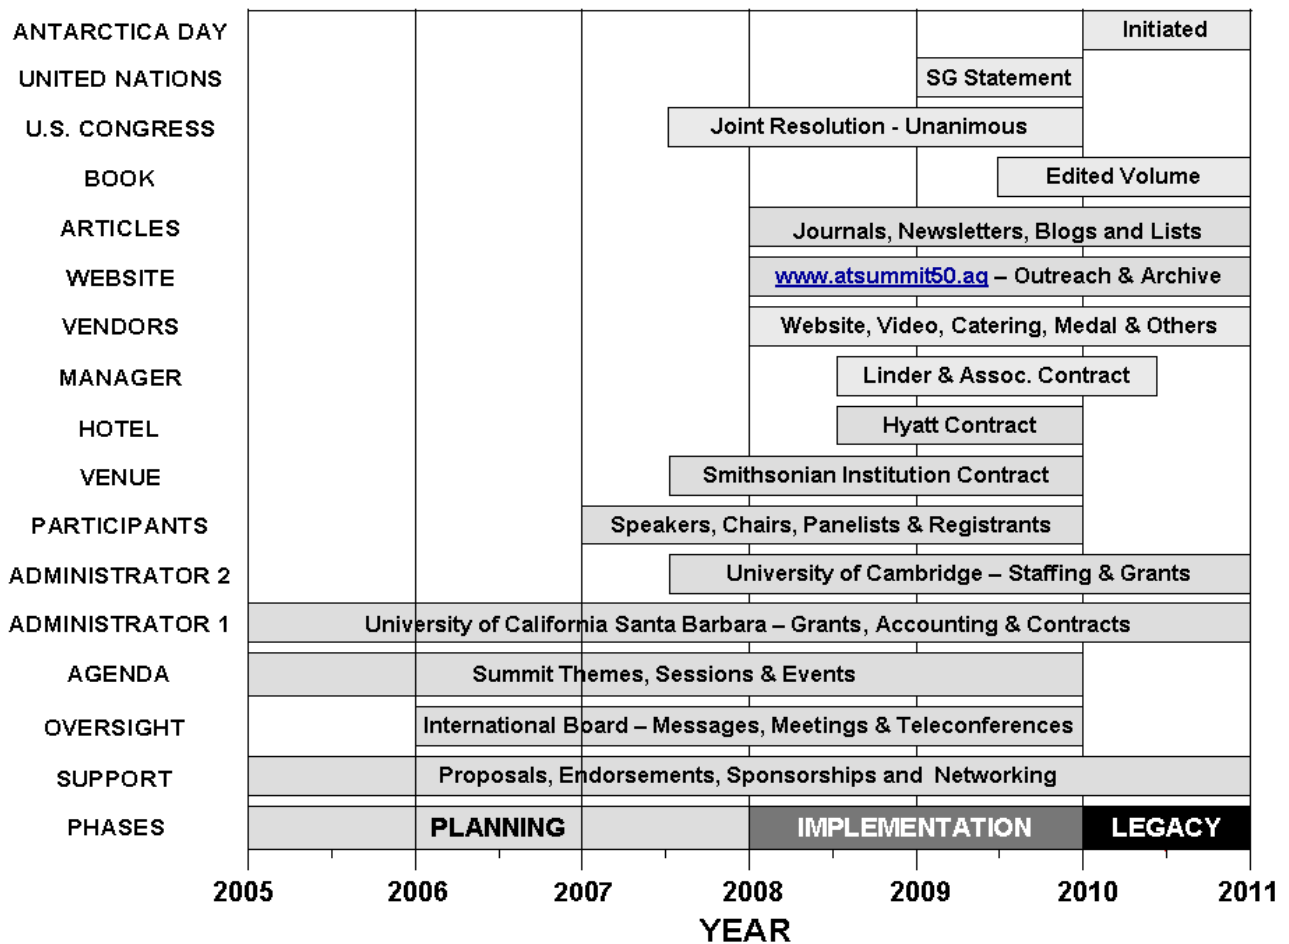 ANTARCTICA DAY Initiated
UNITED NATIONS SG Statement
U.S. CONGRESS Joint Resolution - Unanimous
BOOK Edited Volume
ARTICLES Journals, Newsletters, Blogs and Lists
WEBSITE www.atsummit50.aq – Outreach & Archive
VENDORS Website, Video, Catering, Medal & Others
MANAGER Linder & Assoc. Contract
HOTEL Hyatt Contract
VENUE Smithsonian Institution Contract
PARTICIPANTS Speakers, Chairs, Panelists & Registrants
ADMINISTRATOR 2 University of Cambridge – Staffing & Grants
ADMINISTRATOR 1 University of California Santa Barbara – Grants, Accounting & Contracts
AGENDA Summit Themes, Sessions & Events
OVERSIGHT International Board – Messages, Meetings & Teleconferences
SUPPORT Proposals, Endorsements, Sponsorships and Networking
PHASES PLANNING IMPLEMENTATION LEGACY
2005 2006 2007 2008 2009 2010 2011
YEAR